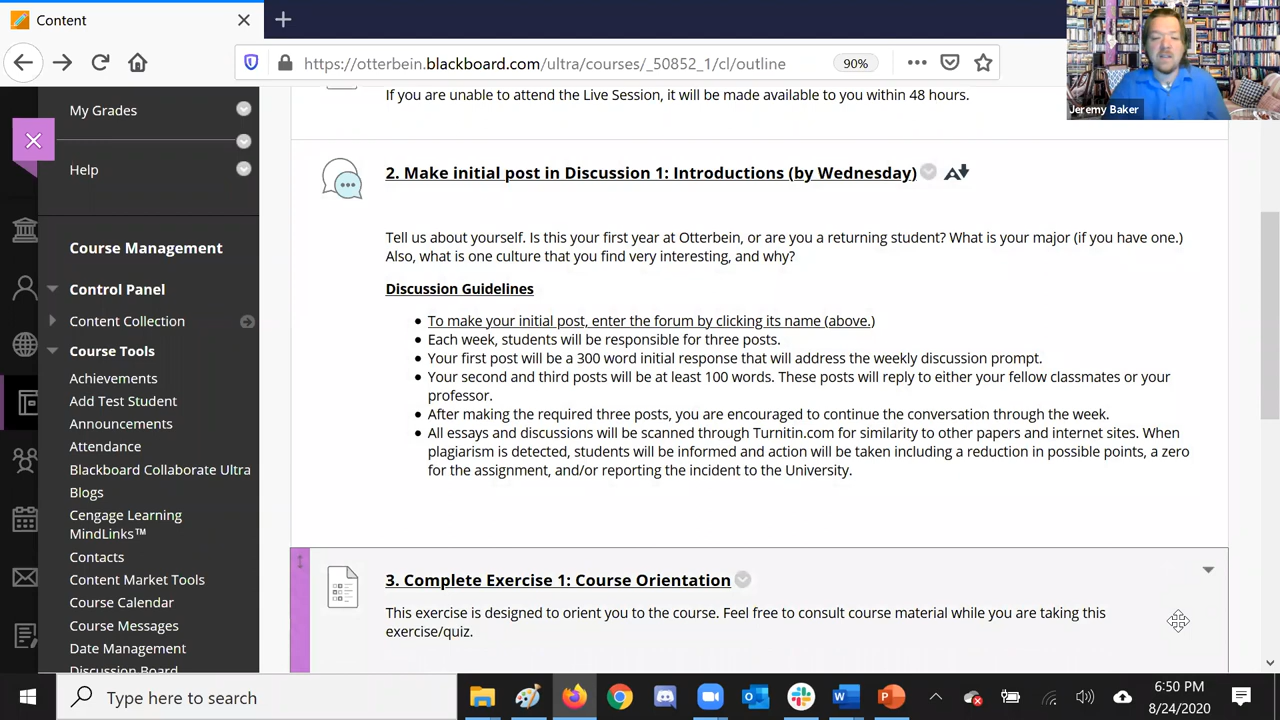 Content
https://otterbein.blackboard.com/ultra/courses/_50852_1/cl/outline
90%
Jeremy Baker
My Grades
Help
Course Management
Control Panel
Content Collection
Course Tools
Achievements
Add Test Student
Announcements
Attendance
Blackboard Collaborate Ultra
Blogs
Cengage Learning
MindLinks™
Contacts
Content Market Tools
Course Calendar
Course Messages
Date Management
Discussion Board
If you are unable to attend the Live Session, it will be made available to you within 48 hours.
2. Make initial post in Discussion 1: Introductions (by Wednesday)
Tell us about yourself. Is this your first year at Otterbein, or are you a returning student? What is your major (if you have one.)
Also, what is one culture that you find very interesting, and why?
Discussion Guidelines
• To make your initial post, enter the forum by clicking its name (above.)
• Each week, students will be responsible for three posts.
• Your first post will be a 300 word initial response that will address the weekly discussion prompt.
• Your second and third posts will be at least 100 words. These posts will reply to either your fellow classmates or your
professor.
• After making the required three posts, you are encouraged to continue the conversation through the week.
• All essays and discussions will be scanned through Turnitin.com for similarity to other papers and internet sites. When
plagiarism is detected, students will be informed and action will be taken including a reduction in possible points, a zero
for the assignment, and/or reporting the incident to the University.
3. Complete Exercise 1: Course Orientation
This exercise is designed to orient you to the course. Feel free to consult course material while you are taking this
exercise/quiz.
Type here to search
6:50 PM
8/24/2020